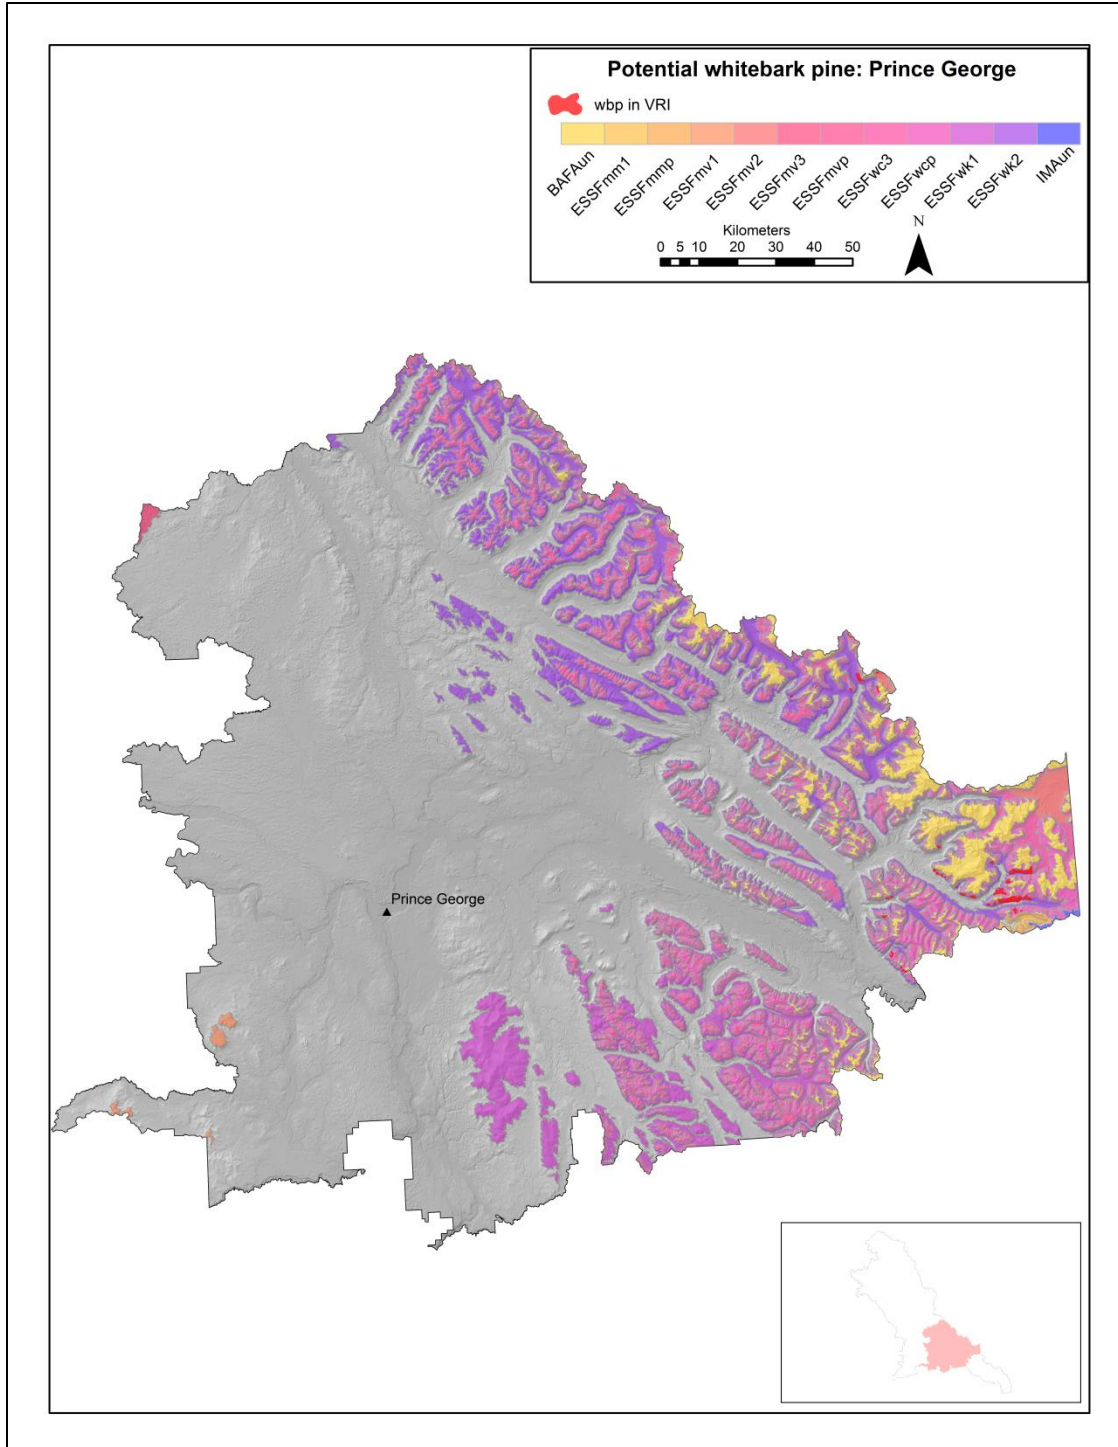 Potential whitebark pine: Prince George
wbp in VRI
BAFAun ESSFmm1 ESSFmmp ESSFmv1 ESSFmv2 ESSFmv3 ESSFmvp ESSFwc3 ESSFwcp ESSFwk1 ESSFwk2 IMAun
Kilometers
0 5 10 20 30 40 50
N
Prince George